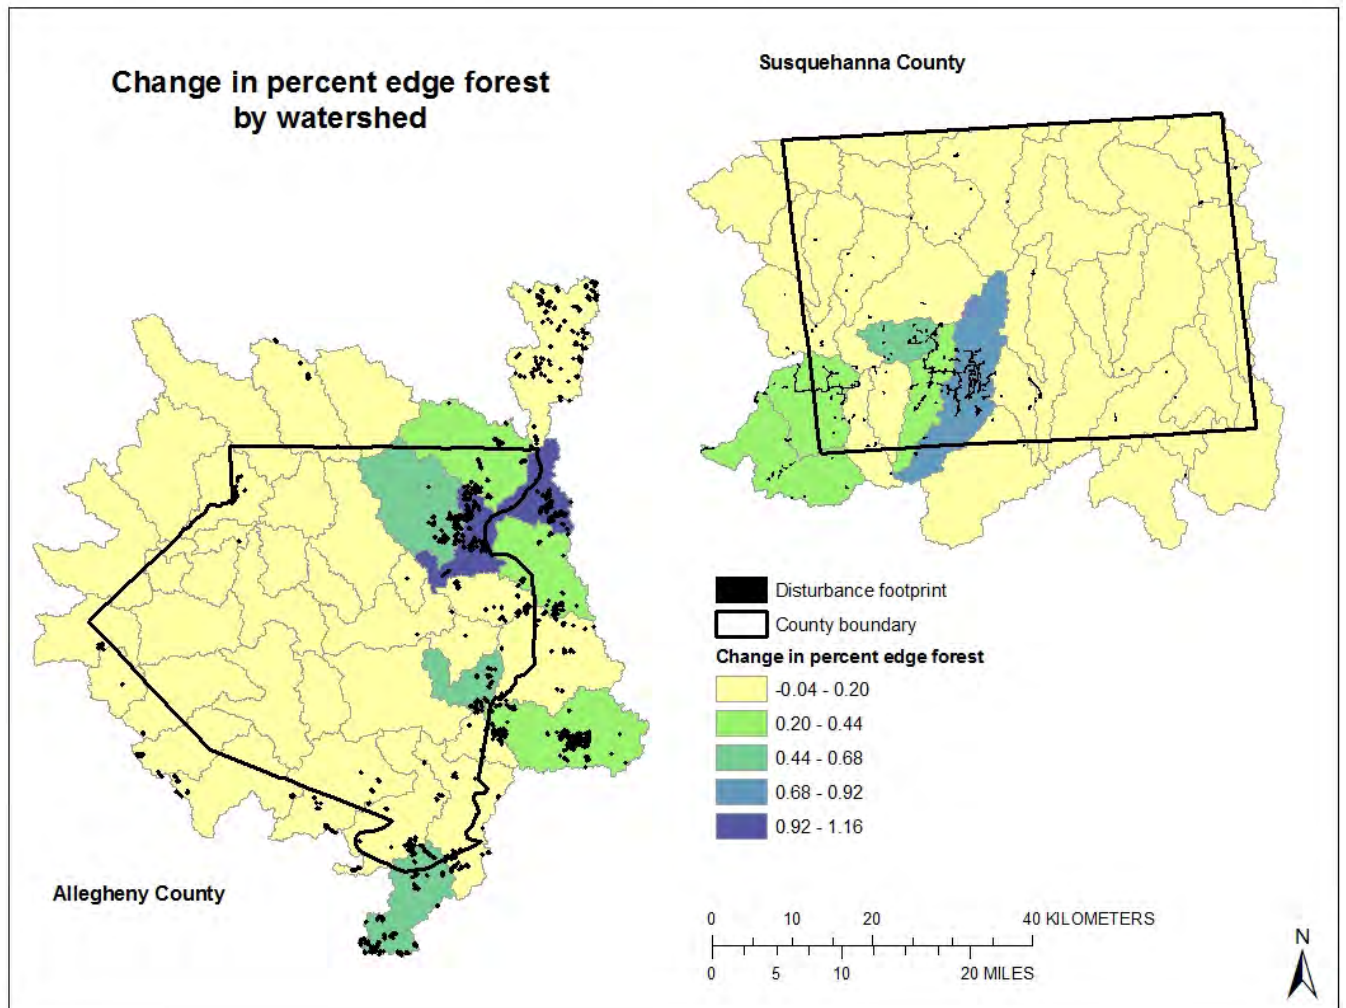 Change in percent edge forest
by watershed
Susquehanna County
Allegheny County
Disturbance footprint
County boundary
Change in percent edge forest
-0.04 - 0.20
0.20 - 0.44
0.44 - 0.68
0.68 - 0.92
0.92 - 1.16
0 10 20 40 KILOMETERS
0 5 10 20 MILES
N